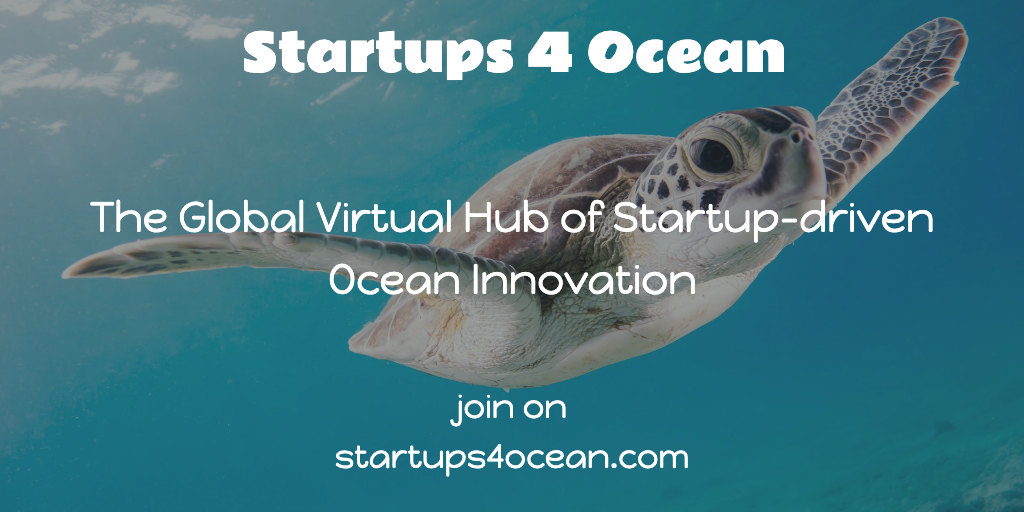 Startups 4 Ocean
The Global Virtual Hub of Startup-driven
Ocean Innovation
join on
startups4ocean.com